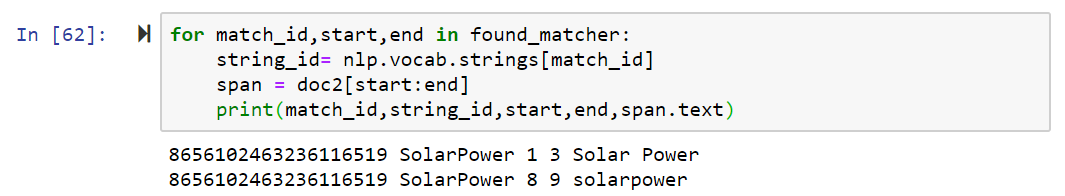 In [62]: for match_id,start,end in found_matcher:
string_id= nlp.vocab.strings[match_id]
span = doc2[start:end]
print(match_id,string_id,start,end,span.text)
8656102463236116519 SolarPower 1 3 Solar Power
8656102463236116519 SolarPower 8 9 solarpower